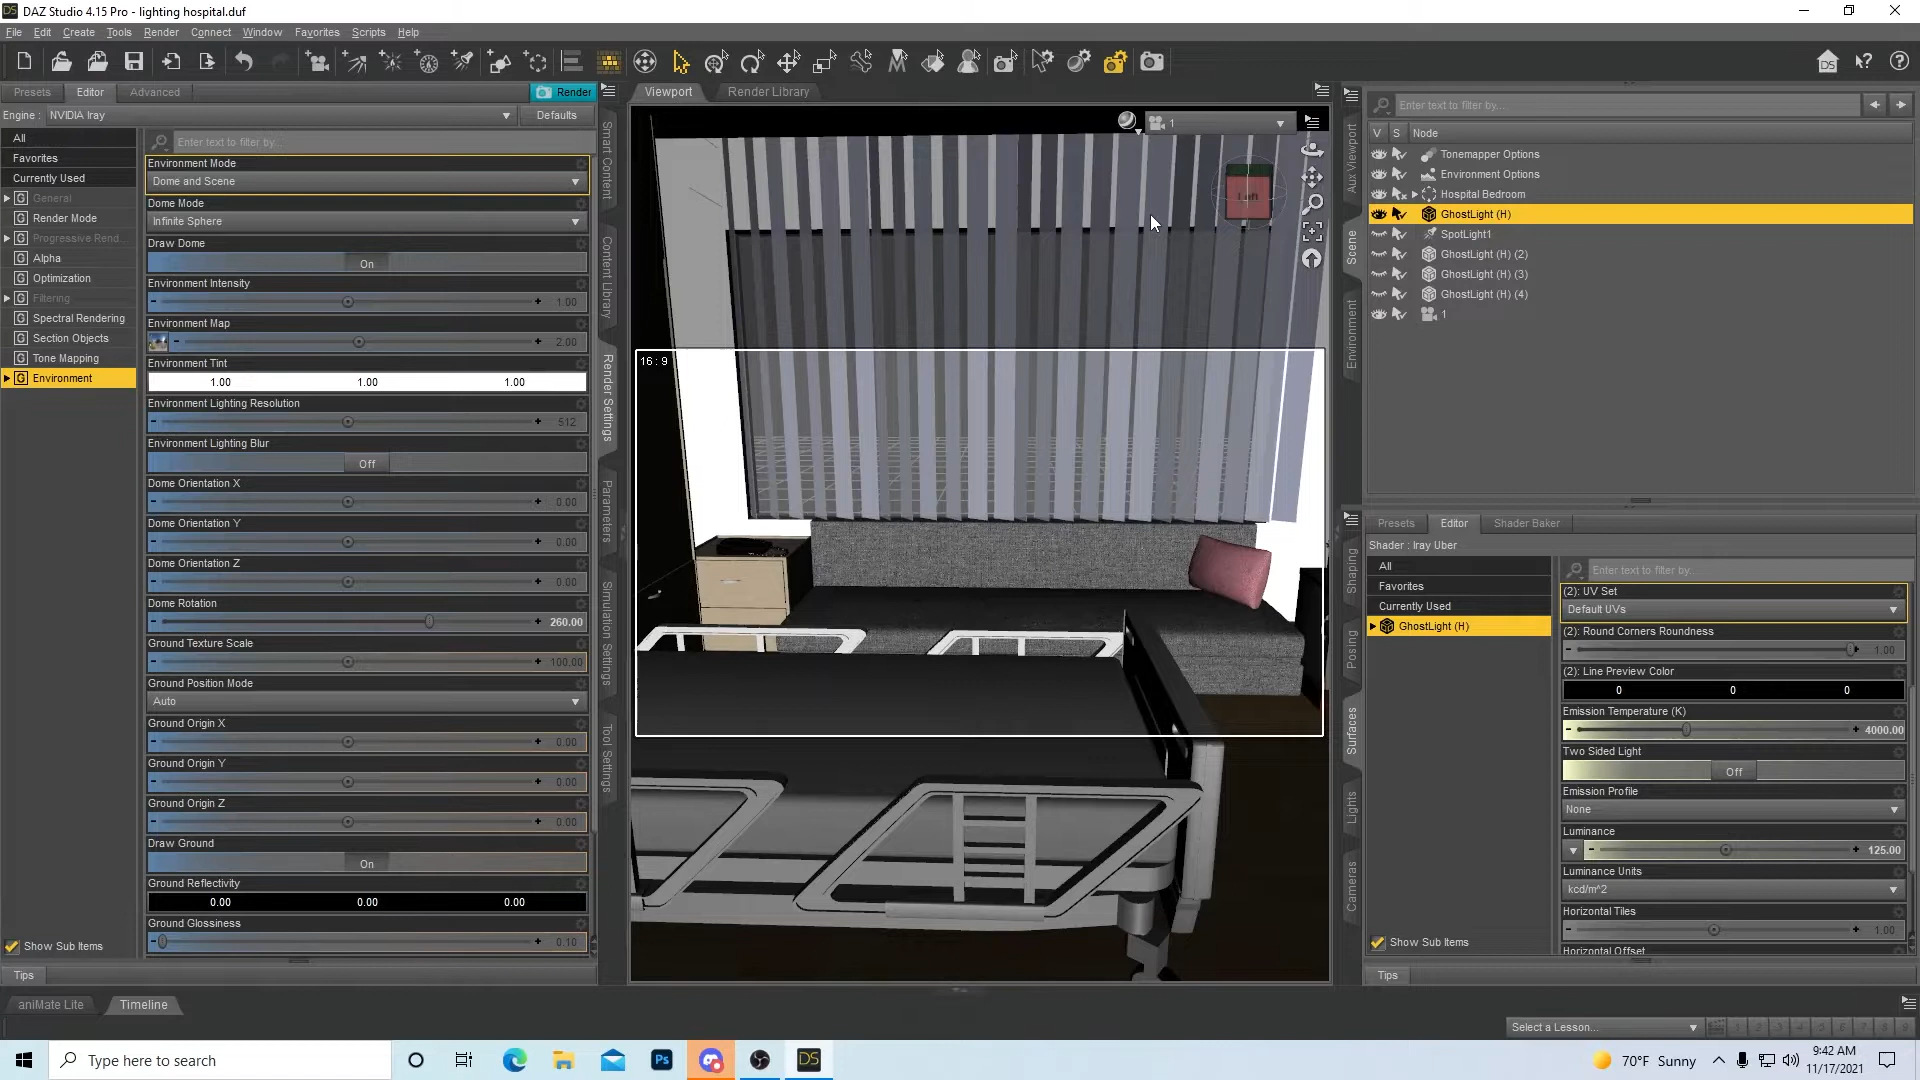 DAZ Studio 4.15 Pro - lighting hospital.duf
File Edit Create Tools Render Connect Window Favorites Scripts Help
Presets Editor Advanced Render
Engine : NVIDIA Iray Defaults
All
Favorites
Currently Used
General
Render Mode
Progressive Rend...
Alpha
Optimization
Filtering
Spectral Rendering
Section Objects
Tone Mapping
Environment
Show Sub Items
Tips
Enter text to filter by...
Environment Mode
Dome and Scene
Dome Mode
Infinite Sphere
Draw Dome
On
Environment Intensity
1.00
Environment Map
2.00
Environment Tint
1.00 1.00 1.00
Environment Lighting Resolution
512
Environment Lighting Blur
Off
Dome Orientation X
0.00
Dome Orientation Y
0.00
Dome Orientation Z
0.00
Dome Rotation
260.00
Ground Texture Scale
100.00
Ground Position Mode
Auto
Ground Origin X
0.00
Ground Origin Y
0.00
Ground Origin Z
0.00
Draw Ground
On
Ground Reflectivity
0.00 0.00 0.00
Ground Glossiness
0.10
Smart Content
Content Library
Render Settings
Parameters
Simulation Settings
Tool Settings
Viewport Render Library
1
Left
16 : 9
Aux Viewport
Scene
Environment
Enter text to filter by...
V S Node
Tonemapper Options
Environment Options
Hospital Bedroom
GhostLight (H)
SpotLight1
GhostLight (H) (2)
GhostLight (H) (3)
GhostLight (H) (4)
1
Shaping
Posing
Surfaces
Lights
Cameras
Presets Editor Shader Baker
Shader : Iray Uber
All
Favorites
Currently Used
GhostLight (H)
Show Sub Items
Tips
Enter text to filter by...
(2): UV Set
Default UVs
(2): Round Corners Roundness
1.00
(2): Line Preview Color
0 0 0
Emission Temperature (K)
4000.00
Two Sided Light
Off
Emission Profile
None
Luminance
125.00
Luminance Units
kcd/m^2
Horizontal Tiles
1.00
Horizontal Offset
aniMate Lite Timeline
Select a Lesson... 1 2 3 4 5 6 7 8 9
Type here to search
Ps
DS
70°F Sunny
9:42 AM
11/17/2021